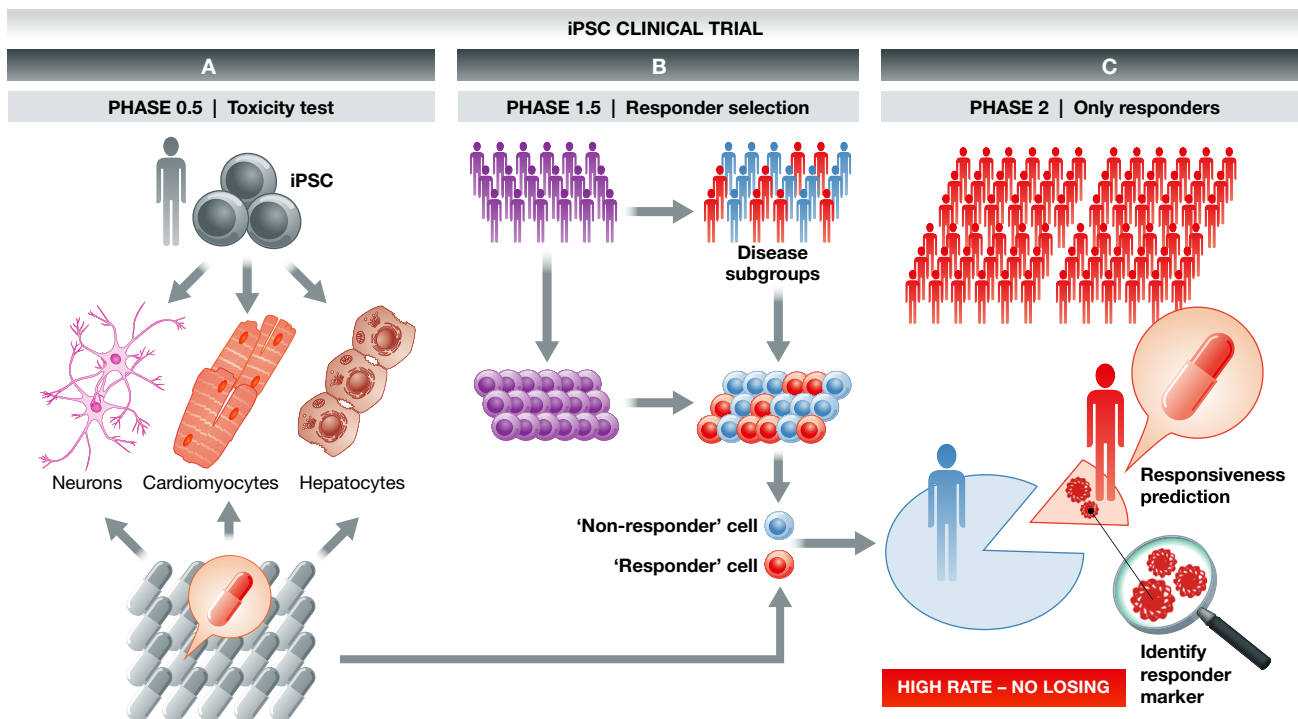 iPSC CLINICAL TRIAL
A
PHASE 0.5 | Toxicity test
iPSC
Neurons
Cardiomyocytes
Hepatocytes
B
PHASE 1.5 | Responder selection
Disease
subgroups
‘Non-responder’ cell
‘Responder’ cell
C
PHASE 2 | Only responders
Responsiveness
prediction
Identify
responder
marker
HIGH RATE – NO LOSING